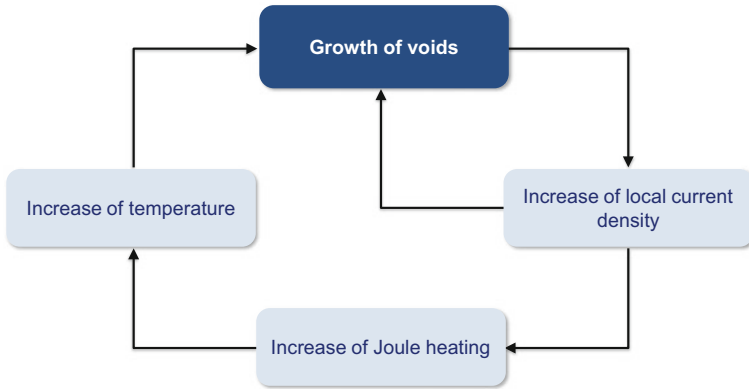 Growth of voids
Increase of temperature
Increase of local current
density
Increase of Joule heating